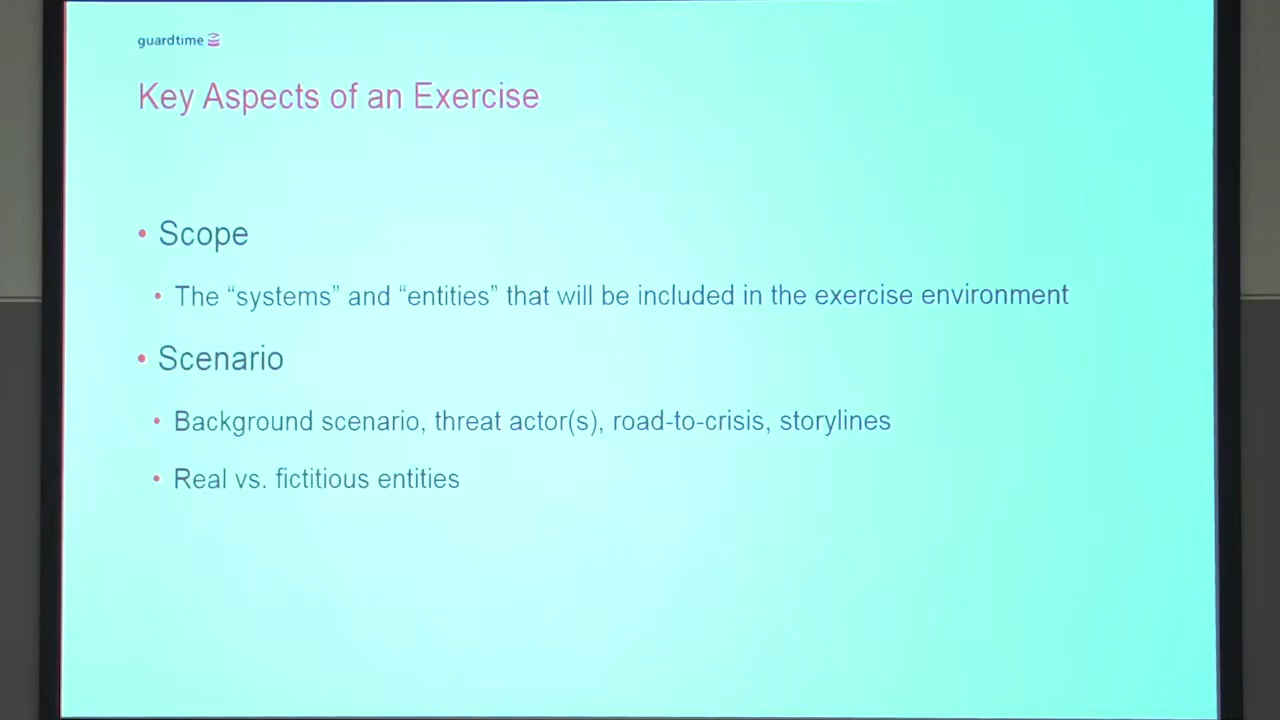 guardtime
Key Aspects of an Exercise
• Scope
• The “systems” and “entities” that will be included in the exercise environment
• Scenario
• Background scenario, threat actor(s), road-to-crisis, storylines
• Real vs. fictitious entities